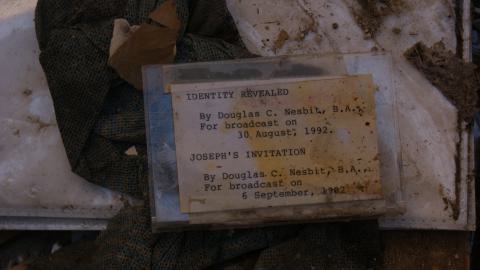 IDENTITY REVEALED
By Douglas C. Nesbit, B.A.,
For broadcast on
30 August, 1992.
JOSEPH'S INVITATION
By Douglas C. Nesbit, B.A.,
For broadcast on
6 September, 1992